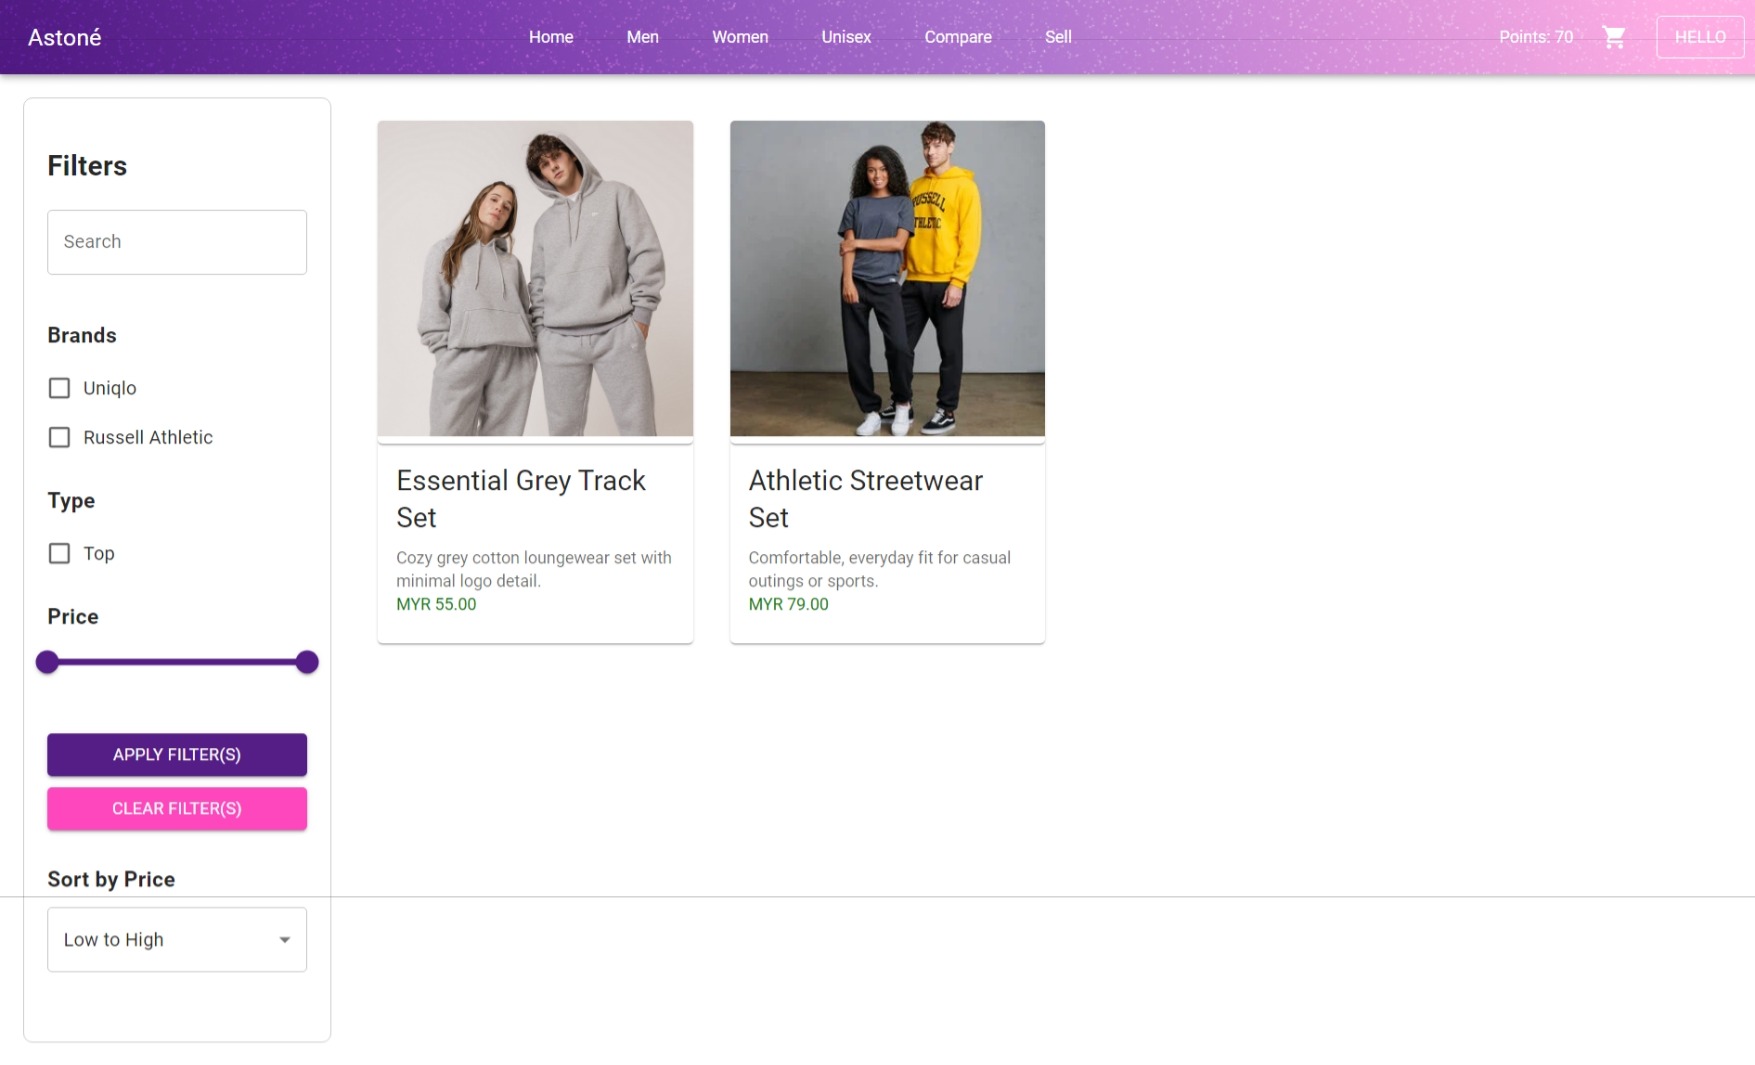 Astoné
Home Men Women Unisex Compare Sell
Points: 70
HELLO
Filters
Search
Brands
Uniqlo
Russell Athletic
Type
Top
Price
APPLY FILTER(S)
CLEAR FILTER(S)
Sort by Price
Low to High
RUSSELL
ATHLETIC
Essential Grey Track
Set
Cozy grey cotton loungewear set with
minimal logo detail.
MYR 55.00
Athletic Streetwear
Set
Comfortable, everyday fit for casual
outings or sports.
MYR 79.00